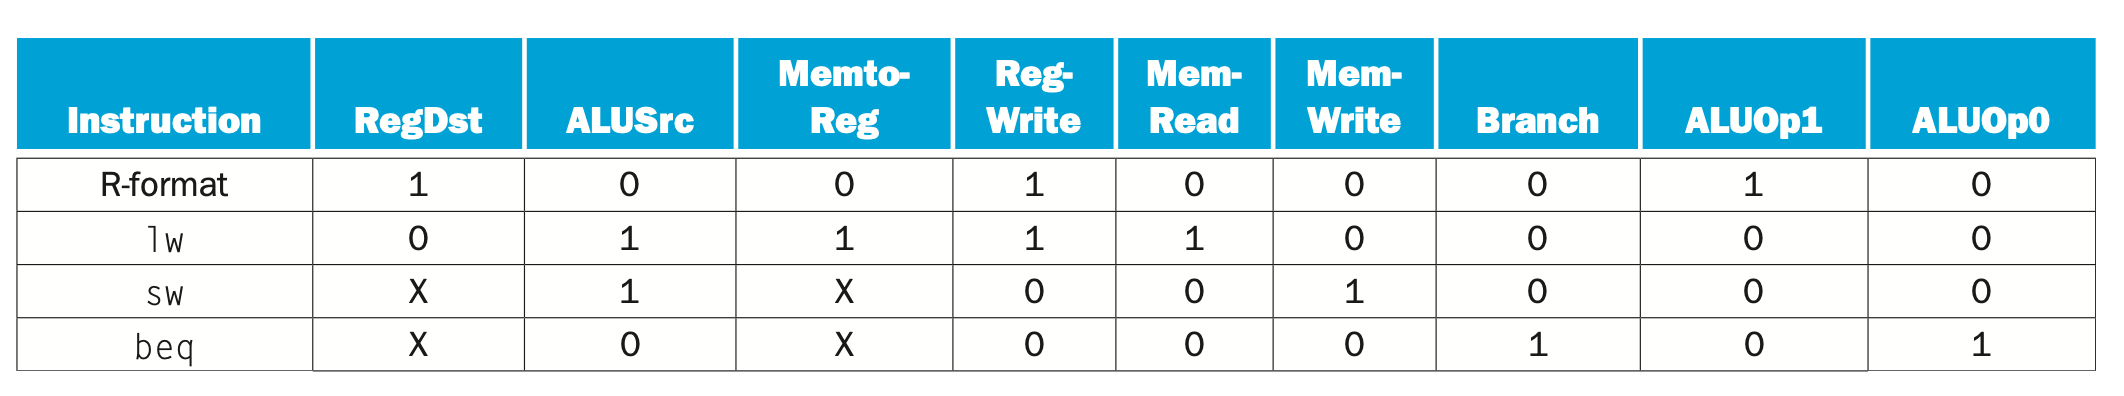 Instruction RegDst ALUSrc Memto-Reg Reg-Write Mem-Read Mem-Write Branch ALUOp1 ALUOp0
R-format 1 0 0 1 0 0 0 1 0
lw 0 1 1 1 1 0 0 0 0
sw X 1 X 0 0 1 0 0 0
beq X 0 X 0 0 0 1 0 1